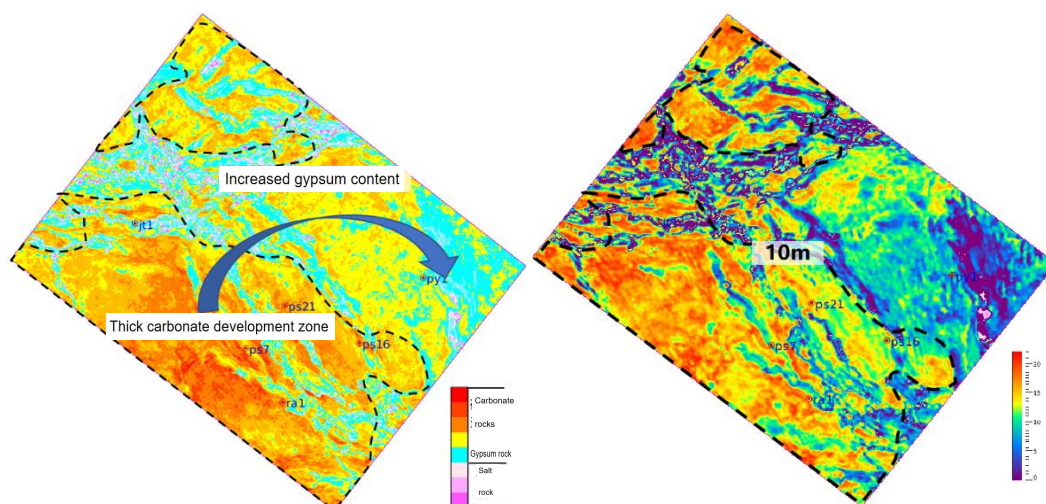 Increased gypsum content
jt1
py1
ps21
Thick carbonate development zone
ps7
ps16
ra1
Carbonate
rocks
Gypsum rock
Salt
rock
10m
py1
ps21
ps7
ps16
ra1
20
15
10
5
0